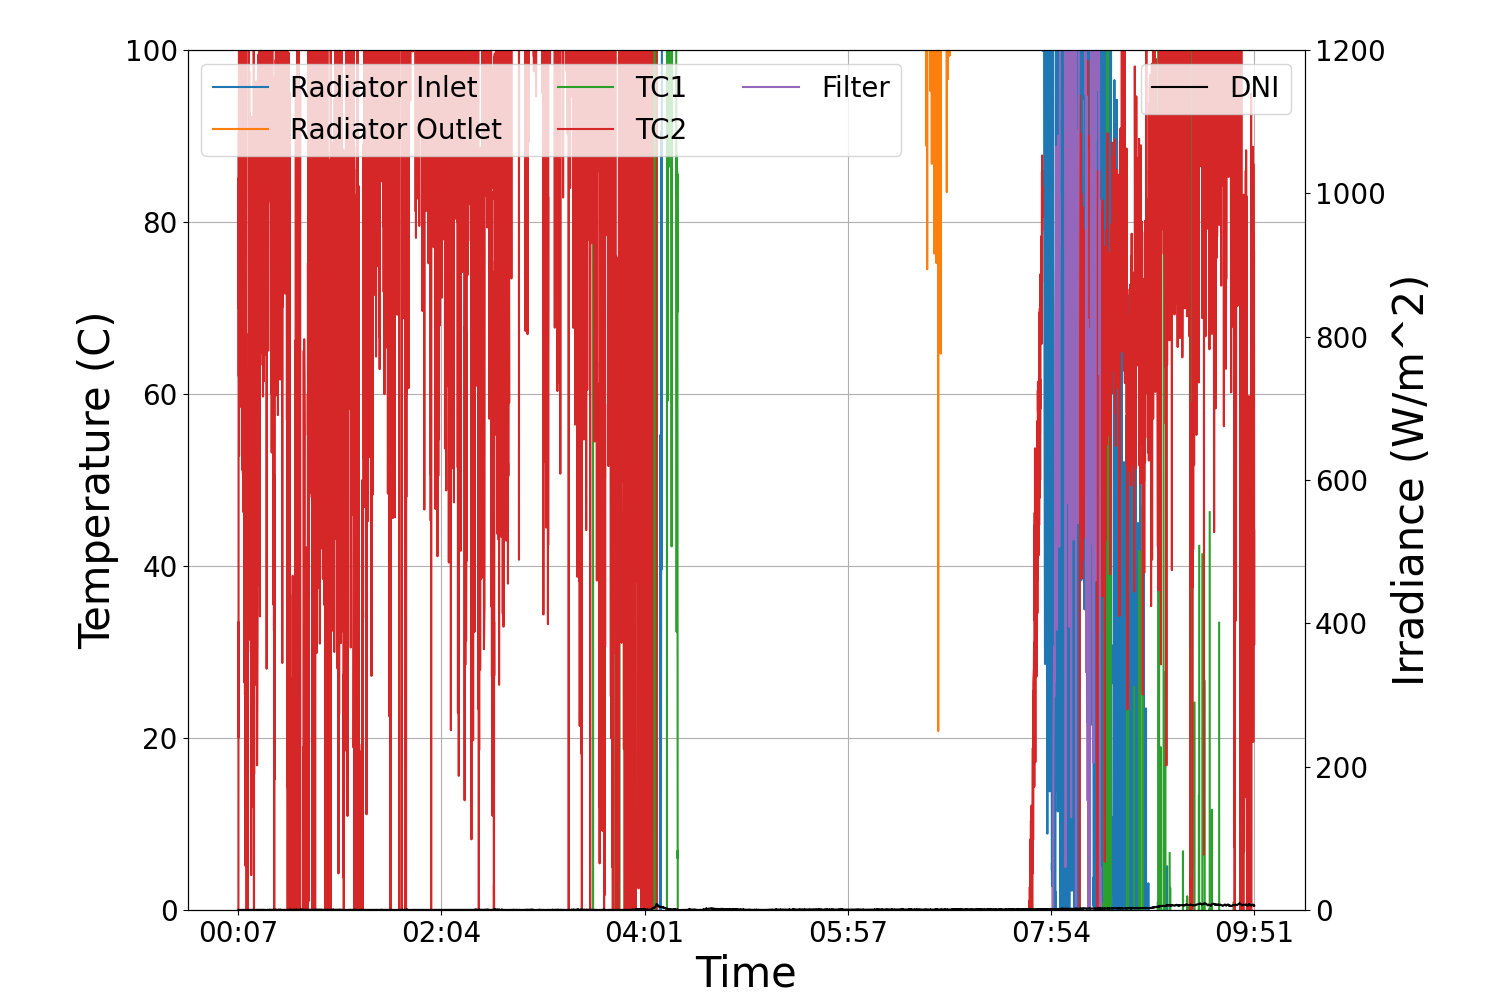 100
80
60
40
20
0
Temperature (C)
Radiator Inlet
Radiator Outlet
TC1
TC2
Filter
DNI
1200
1000
800
600
400
200
0
Irradiance (W/m^2)
00:07
02:04
04:01
05:57
07:54
09:51
Time